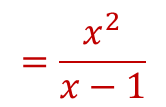 = x²
x − 1